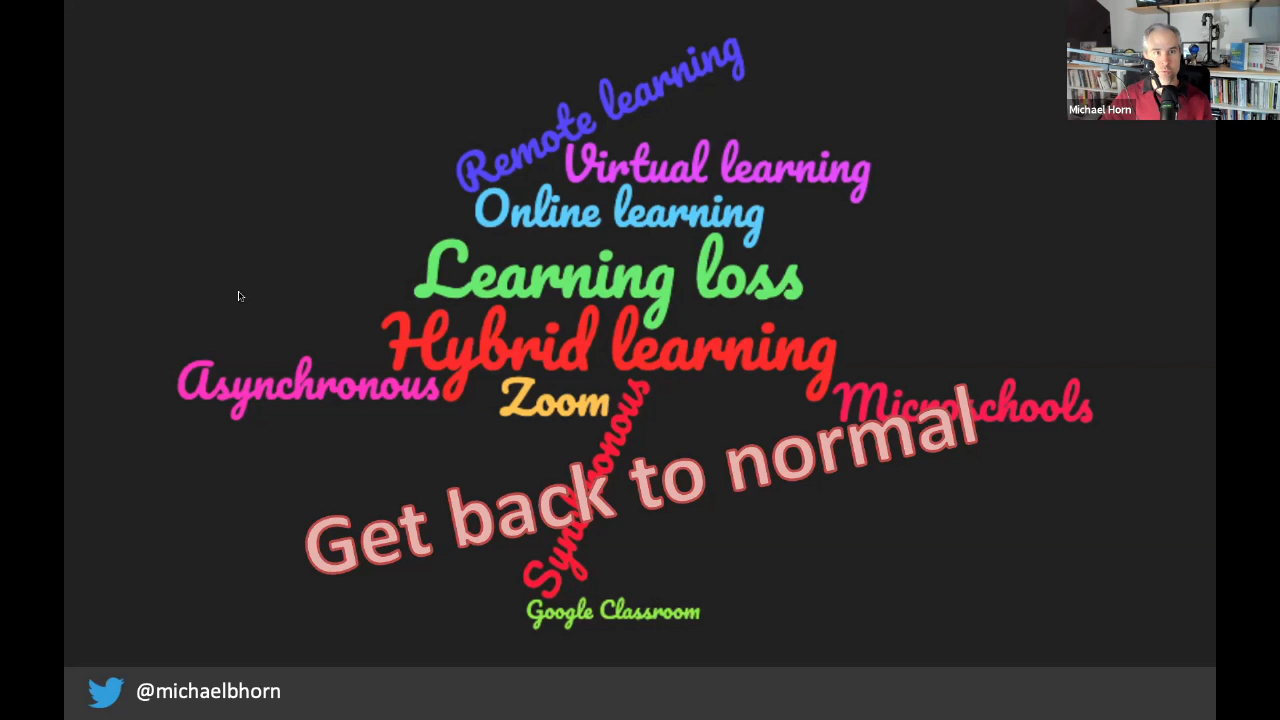 Michael Horn
Remote learning
Virtual learning
Online learning
Learning loss
Hybrid learning
Asynchronous
Zoom
Microschools
Synchronous
Get back to normal
Google Classroom
@michaelbhorn